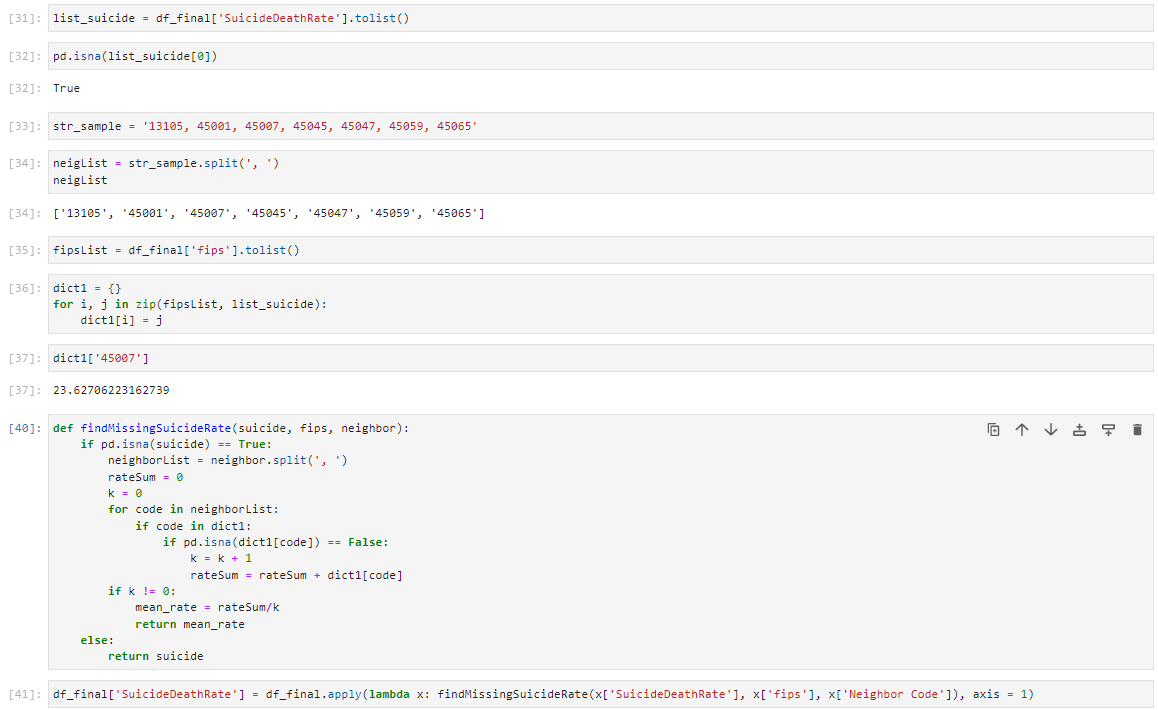 [31]: list_suicide = df_final['SuicideDeathRate'].tolist()
[32]: pd.isna(list_suicide[0])
[32]: True
[33]: str_sample = '13105, 45001, 45007, 45045, 45047, 45059, 45065'
[34]: neigList = str_sample.split(', ')
neigList
[34]: ['13105', '45001', '45007', '45045', '45047', '45059', '45065']
[35]: fipsList = df_final['fips'].tolist()
[36]: dict1 = {}
for i, j in zip(fipsList, list_suicide):
    dict1[i] = j
[37]: dict1['45007']
[37]: 23.62706223162739
[40]: def findMissingSuicideRate(suicide, fips, neighbor):
    if pd.isna(suicide) == True:
        neighborList = neighbor.split(', ')
        rateSum = 0
        k = 0
        for code in neighborList:
            if code in dict1:
                if pd.isna(dict1[code]) == False:
                    k = k + 1
                    rateSum = rateSum + dict1[code]
        if k != 0:
            mean_rate = rateSum/k
            return mean_rate
    else:
        return suicide
[41]: df_final['SuicideDeathRate'] = df_final.apply(lambda x: findMissingSuicideRate(x['SuicideDeathRate'], x['fips'], x['Neighbor Code']), axis = 1)